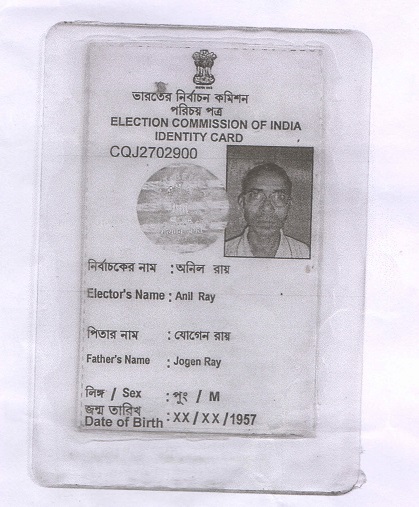 ভারতের নির্বাচন কমিশন
পরিচয় পত্র
ELECTION COMMISSION OF INDIA
IDENTITY CARD
CQJ2702900
নির্বাচকের নাম : অনিল রায়
Elector's Name : Anil Ray
পিতার নাম : যোগেন রায়
Father's Name : Jogen Ray
লিঙ্গ / Sex : পুং / M
জন্ম তারিখ
Date of Birth : XX / XX / 1957